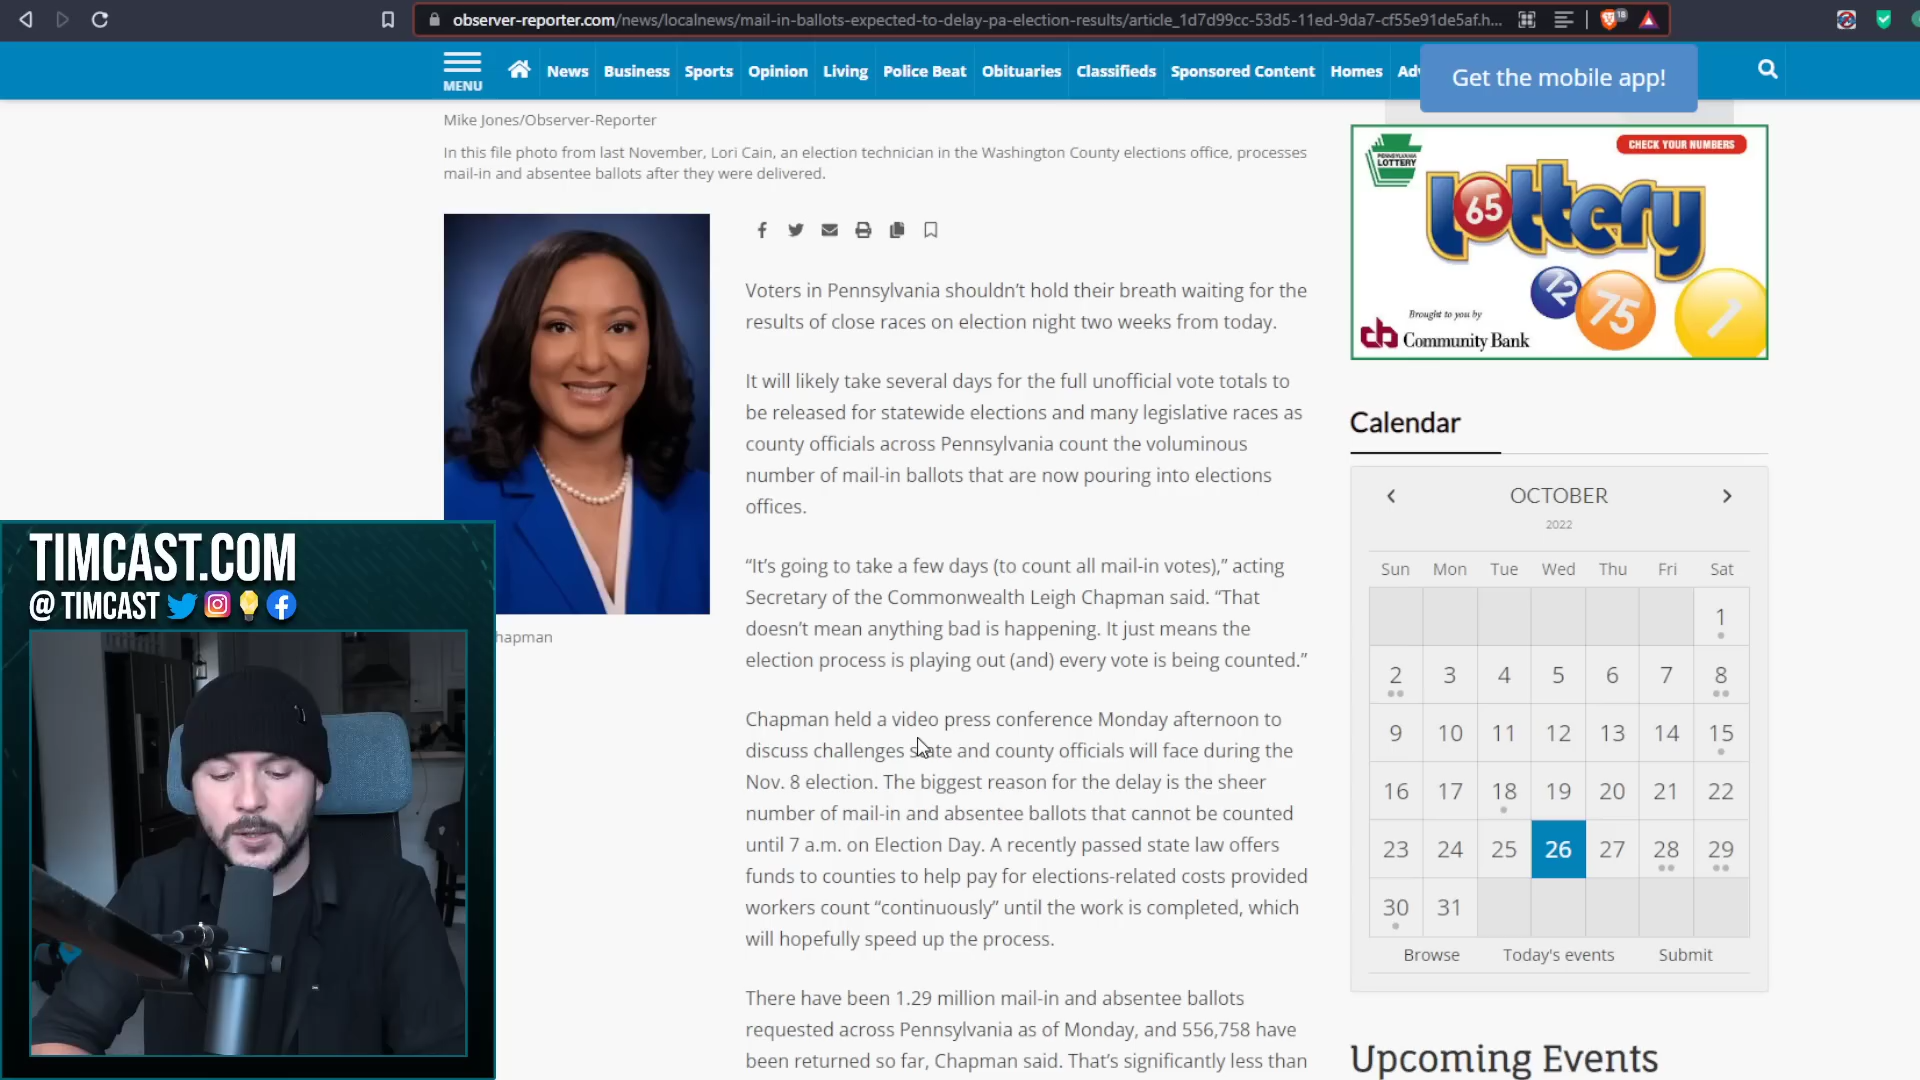 observer-reporter.com/news/localnews/mail-in-ballots-expected-to-delay-pa-election-results/article_1d7d99cc-53d5-11ed-9da7-cf55e91de5af.h...
18
MENU
News
Business
Sports
Opinion
Living
Police Beat
Obituaries
Classifieds
Sponsored Content
Homes
Get the mobile app!
Mike Jones/Observer-Reporter
In this file photo from last November, Lori Cain, an election technician in the Washington County elections office, processes
mail-in and absentee ballots after they were delivered.
Voters in Pennsylvania shouldn't hold their breath waiting for the
results of close races on election night two weeks from today.
It will likely take several days for the full unofficial vote totals to
be released for statewide elections and many legislative races as
county officials across Pennsylvania count the voluminous
number of mail-in ballots that are now pouring into elections
offices.
“It's going to take a few days (to count all mail-in votes),” acting
Secretary of the Commonwealth Leigh Chapman said. “That
doesn't mean anything bad is happening. It just means the
election process is playing out (and) every vote is being counted.”
Chapman held a video press conference Monday afternoon to
discuss challenges state and county officials will face during the
Nov. 8 election. The biggest reason for the delay is the sheer
number of mail-in and absentee ballots that cannot be counted
until 7 a.m. on Election Day. A recently passed state law offers
funds to counties to help pay for elections-related costs provided
workers count “continuously” until the work is completed, which
will hopefully speed up the process.
There have been 1.29 million mail-in and absentee ballots
requested across Pennsylvania as of Monday, and 556,758 have
been returned so far, Chapman said. That's significantly less than
hapman
TIMCAST.COM
@TIMCAST
PENNSYLVANIA
LOTTERY
CHECK YOUR NUMBERS
lottery
65
12
75
1
Brought to you by
cb Community Bank
Calendar
OCTOBER
2022
Sun Mon Tue Wed Thu Fri Sat
1
2 3 4 5 6 7 8
9 10 11 12 13 14 15
16 17 18 19 20 21 22
23 24 25 26 27 28 29
30 31
Browse Today's events Submit
Upcoming Events